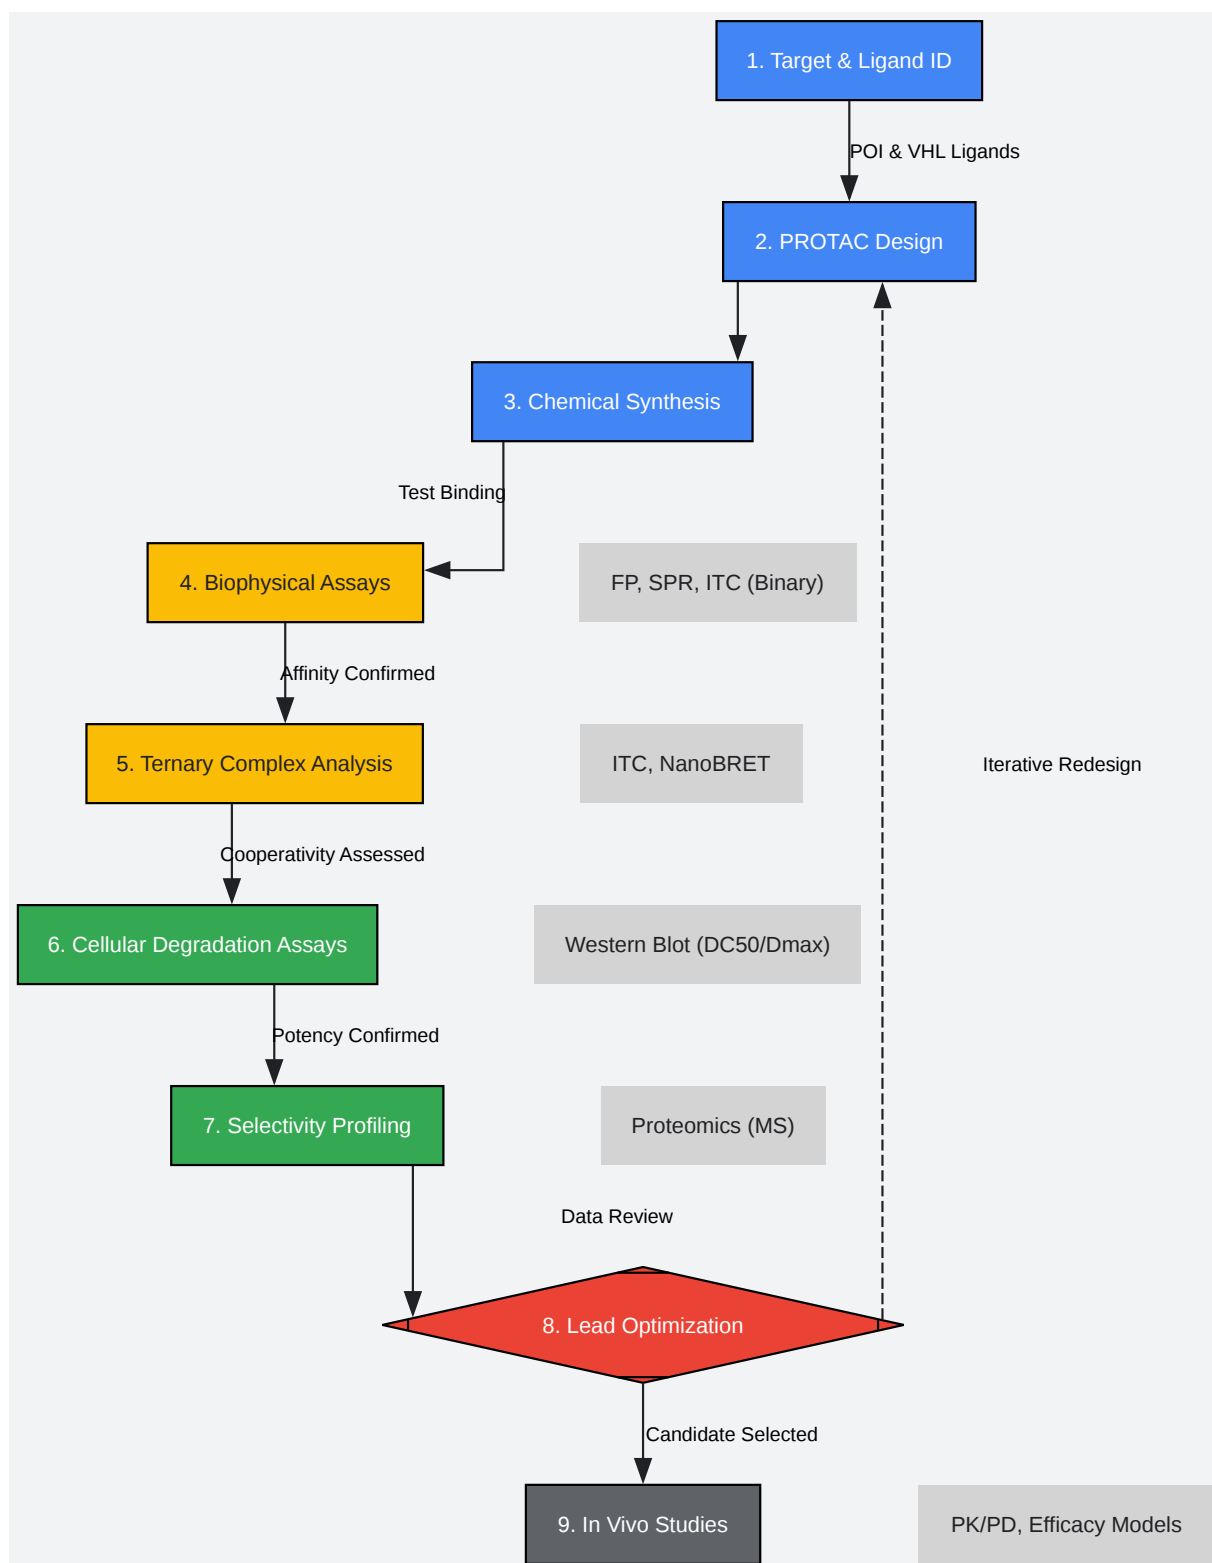 1. Target & Ligand ID
POI & VHL Ligands
2. PROTAC Design
3. Chemical Synthesis
Test Binding
4. Biophysical Assays
FP, SPR, ITC (Binary)
Affinity Confirmed
5. Ternary Complex Analysis
ITC, NanoBRET
Iterative Redesign
Cooperativity Assessed
6. Cellular Degradation Assays
Western Blot (DC50/Dmax)
Potency Confirmed
7. Selectivity Profiling
Proteomics (MS)
Data Review
8. Lead Optimization
Candidate Selected
9. In Vivo Studies
PK/PD, Efficacy Models